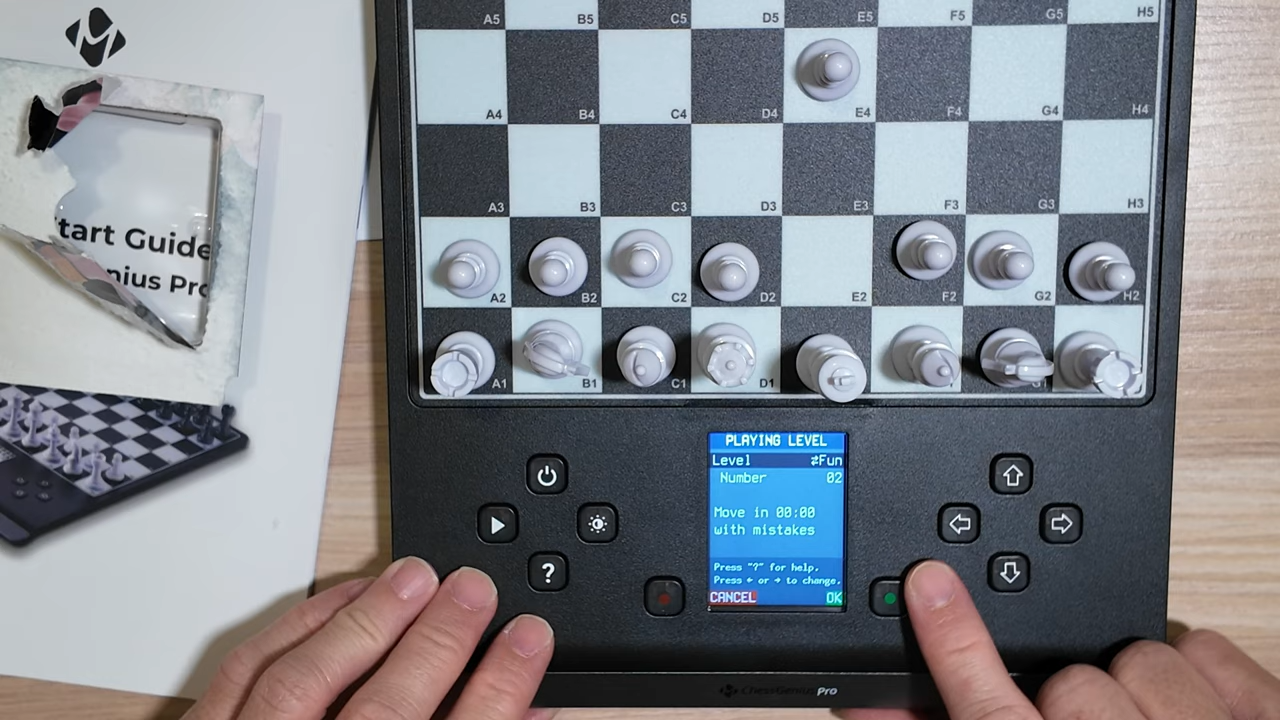 A5 B5 C5 D5 E5 F5 G5 H5
A4 B4 C4 D4 E4 F4 G4 H4
A3 B3 C3 D3 E3 F3 G3 H3
A2 B2 C2 D2 E2 F2 G2 H2
A1 B1 C1 D1
tart Guide
nius Pro
PLAYING LEVEL
Level ⇄Fun
Number 02
Move in 00:00
with mistakes
Press "?" for help.
Press ← or → to change.
CANCEL OK
?
ChessGenius Pro